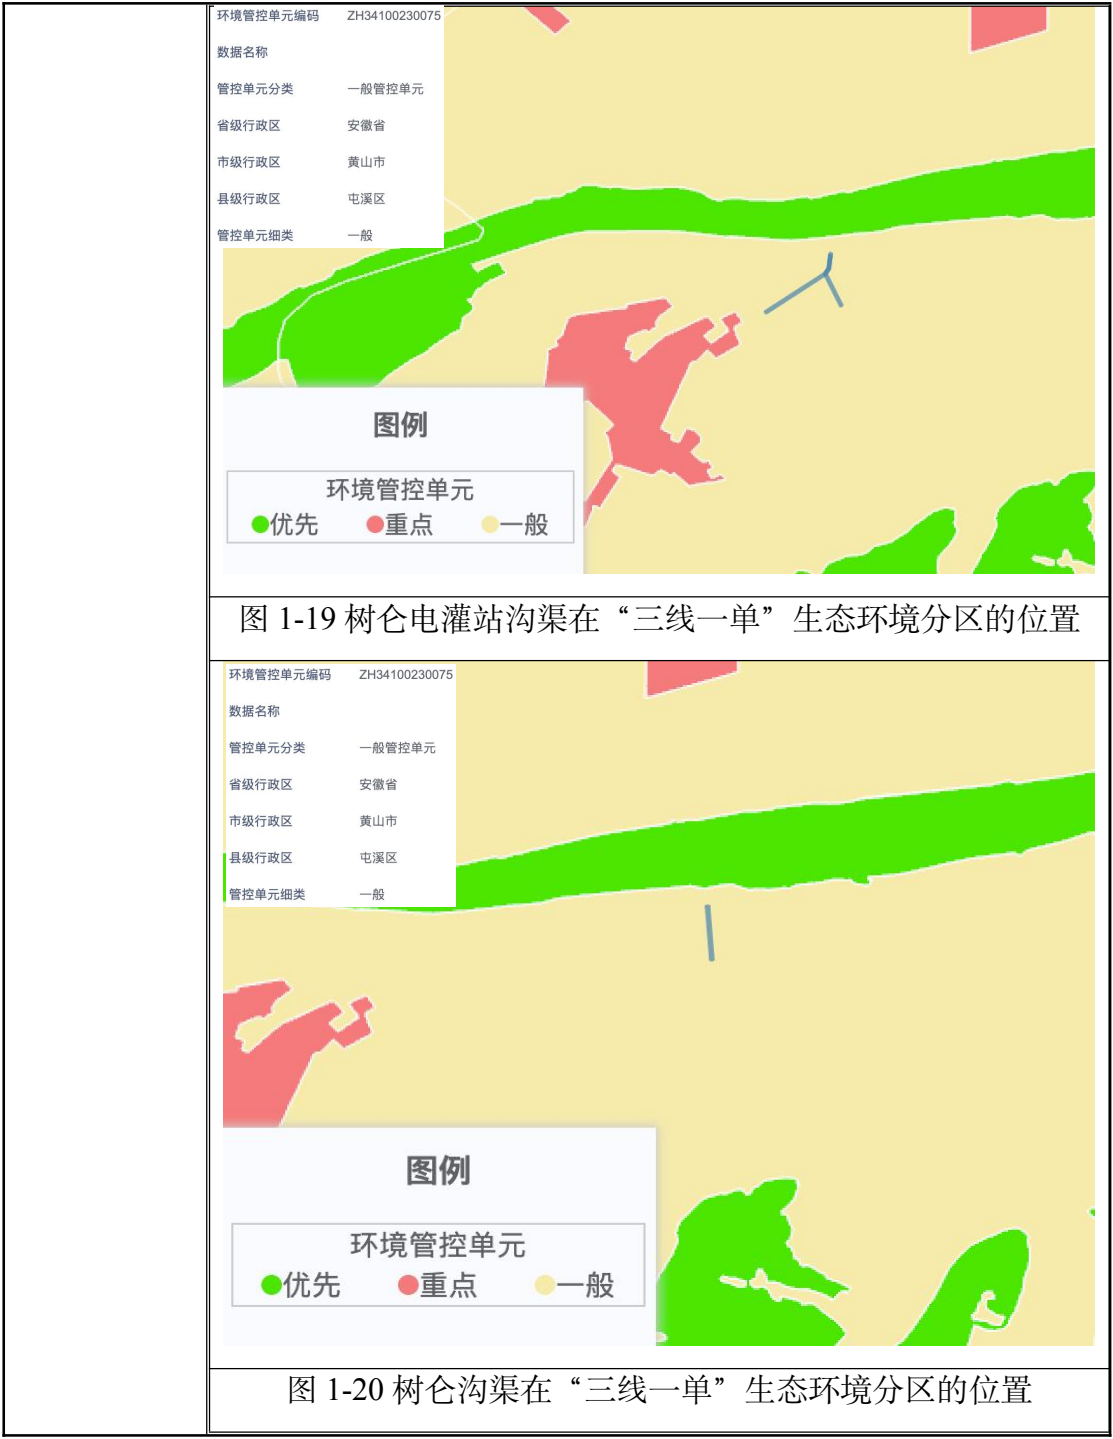 环境管控单元编码 ZH34100230075
数据名称
管控单元分类 一般管控单元
省级行政区 安徽省
市级行政区 黄山市
县级行政区 屯溪区
管控单元细类 一般
图例
环境管控单元
优先 重点 一般
图 1-19 树仑电灌站沟渠在“三线一单”生态环境分区的位置
环境管控单元编码 ZH34100230075
数据名称
管控单元分类 一般管控单元
省级行政区 安徽省
市级行政区 黄山市
县级行政区 屯溪区
管控单元细类 一般
图例
环境管控单元
优先 重点 一般
图 1-20 树仑沟渠在“三线一单”生态环境分区的位置